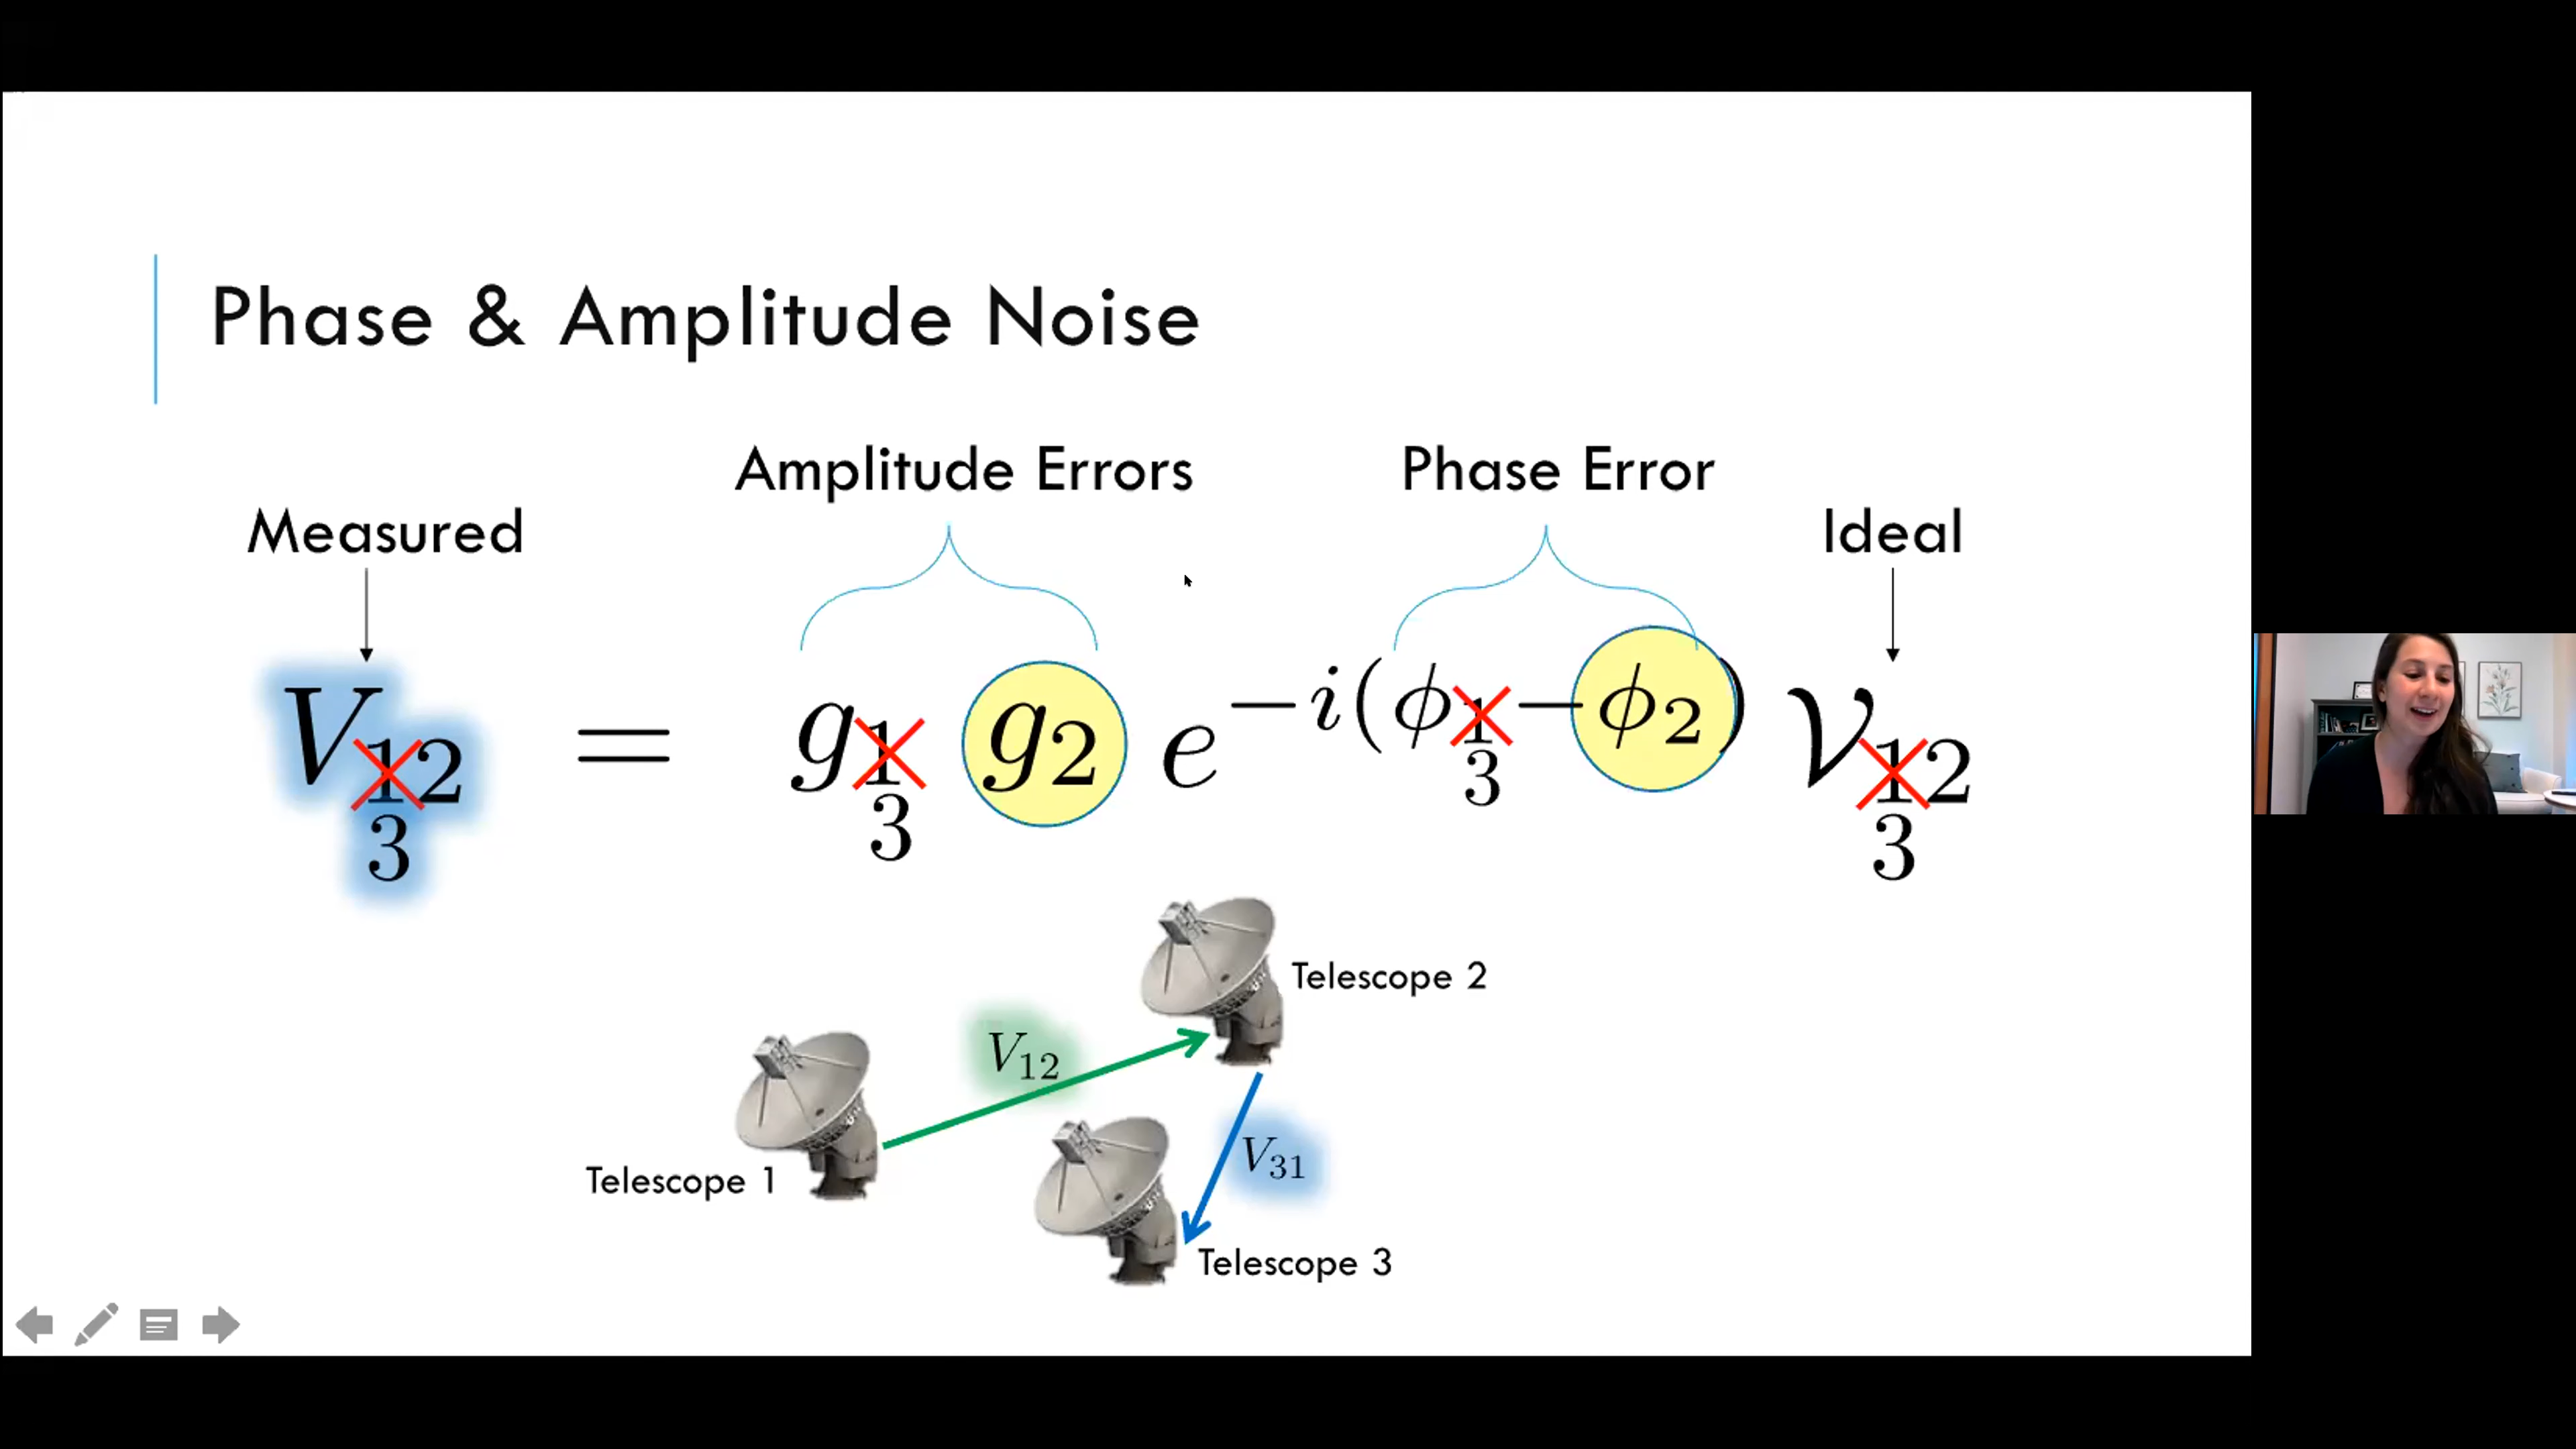 Phase & Amplitude Noise
Amplitude Errors
Phase Error
Measured
Ideal
V₁₂ = g₁ g₂ e^{-i(ϕ₁-ϕ₂)} 𝒱₁₂
3 3 3 3
Telescope 2
V₁₂
Telescope 1
V₃₁
Telescope 3